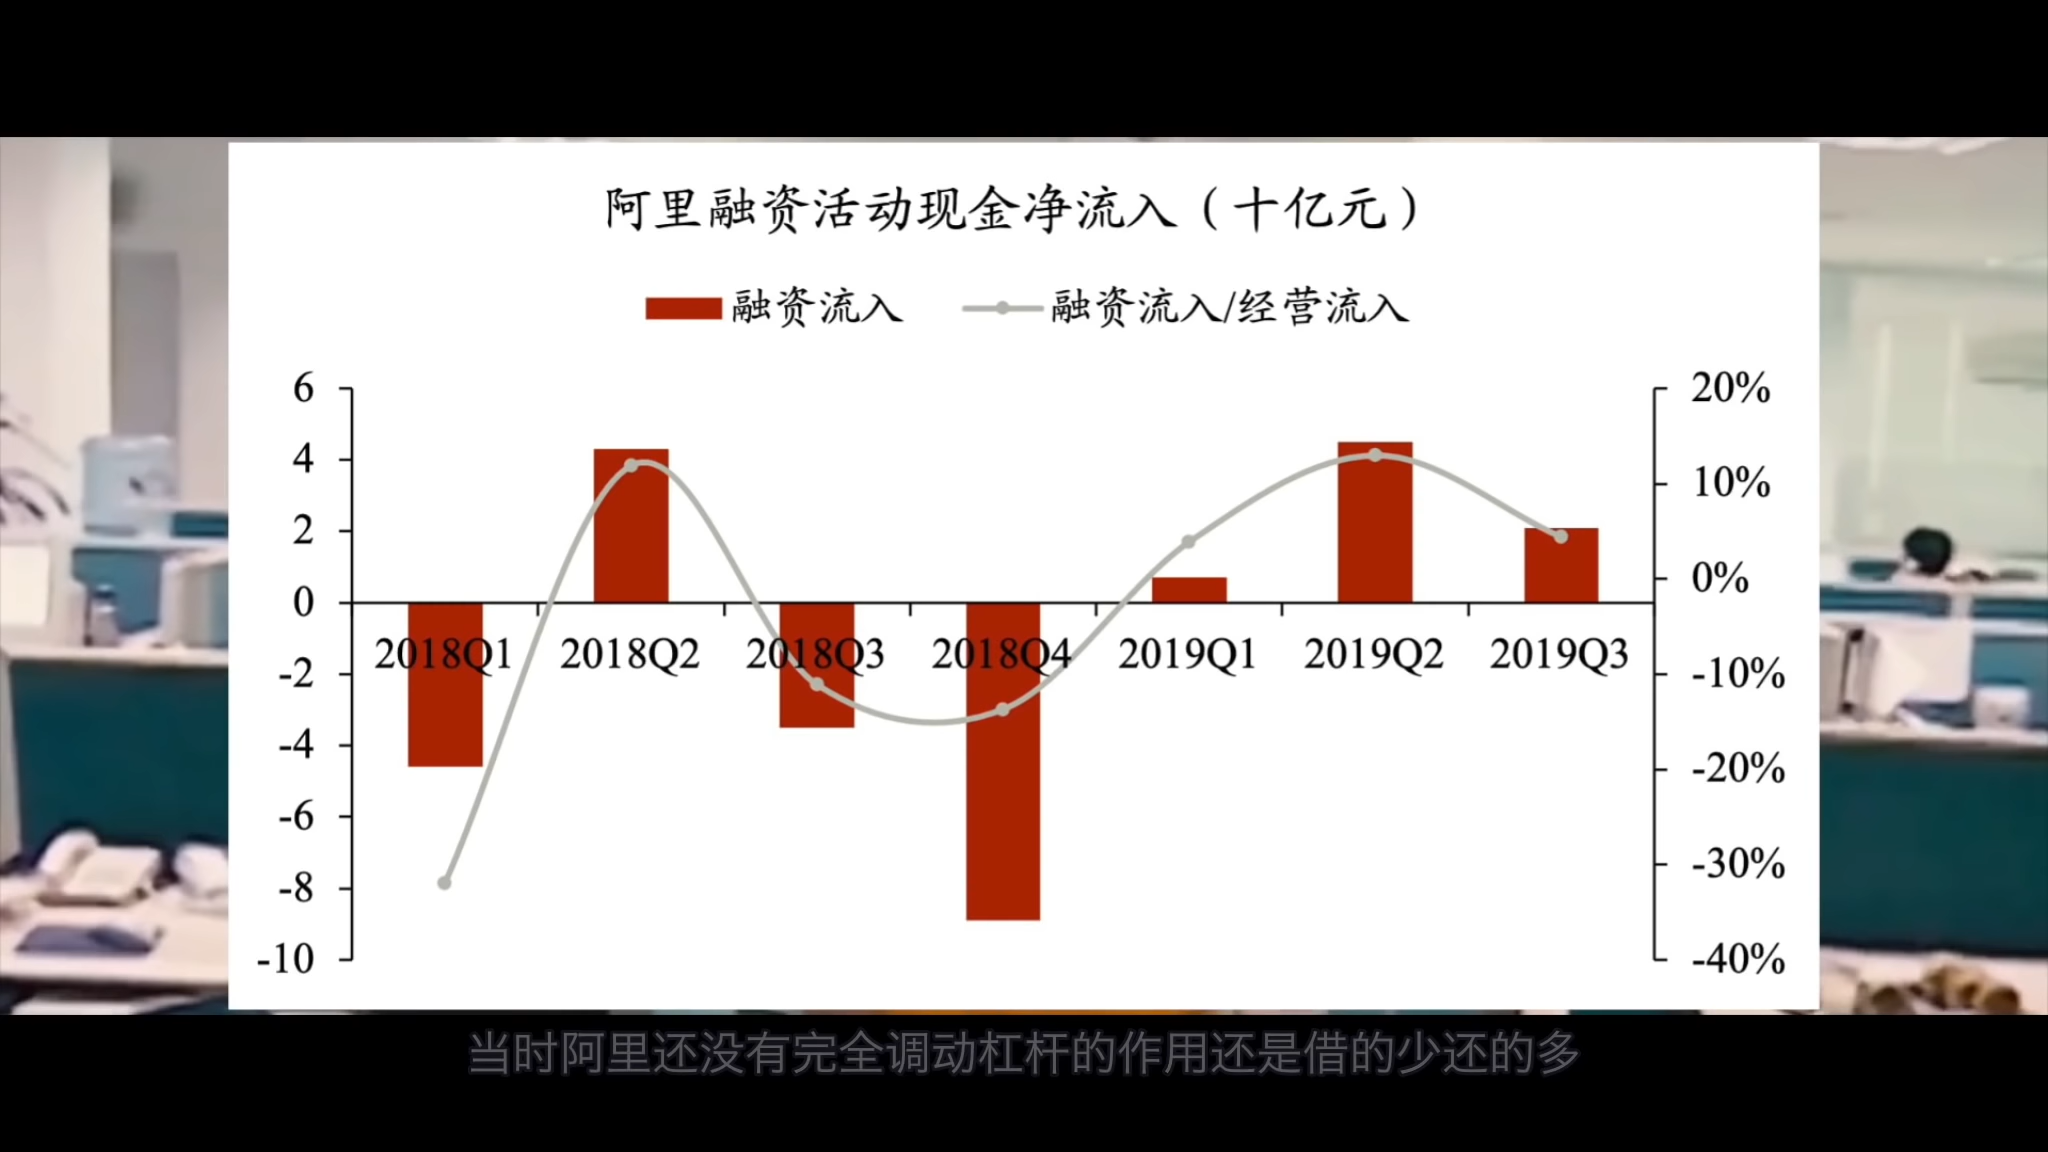 阿里融资活动现金净流入（十亿元）
融资流入 融资流入/经营流入
6 20%
4 10%
2
0 0%
2018Q1 2018Q2 2018Q3 2018Q4 2019Q1 2019Q2 2019Q3
-2 -10%
-4 -20%
-6
-8 -30%
-10 -40%
当时阿里还没有完全调动杠杆的作用还是借的少还的多